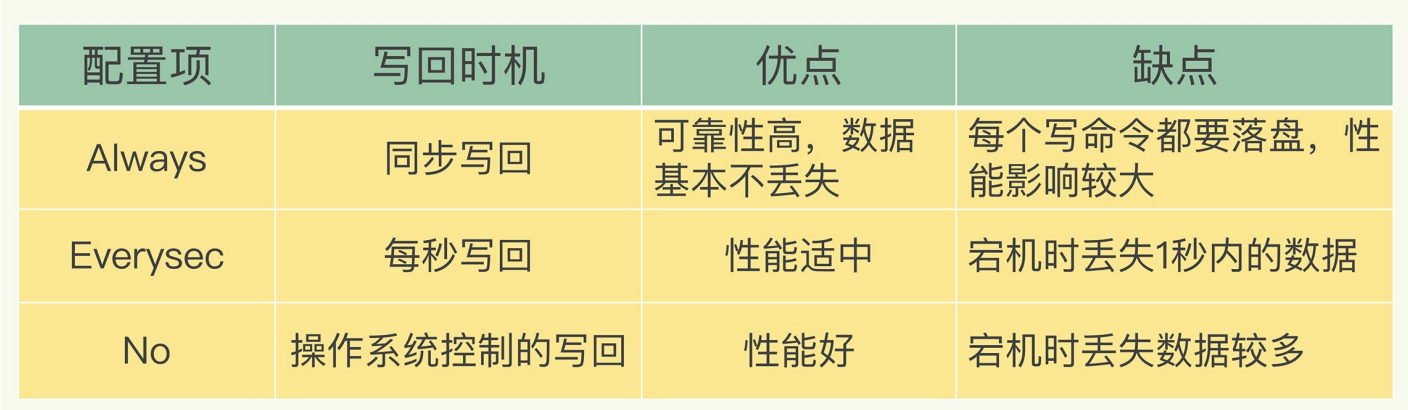 配置项 写回时机 优点 缺点
Always 同步写回 可靠性高，数据基本不丢失 每个写命令都要落盘，性能影响较大
Everysec 每秒写回 性能适中 宕机时丢失1秒内的数据
No 操作系统控制的写回 性能好 宕机时丢失数据较多